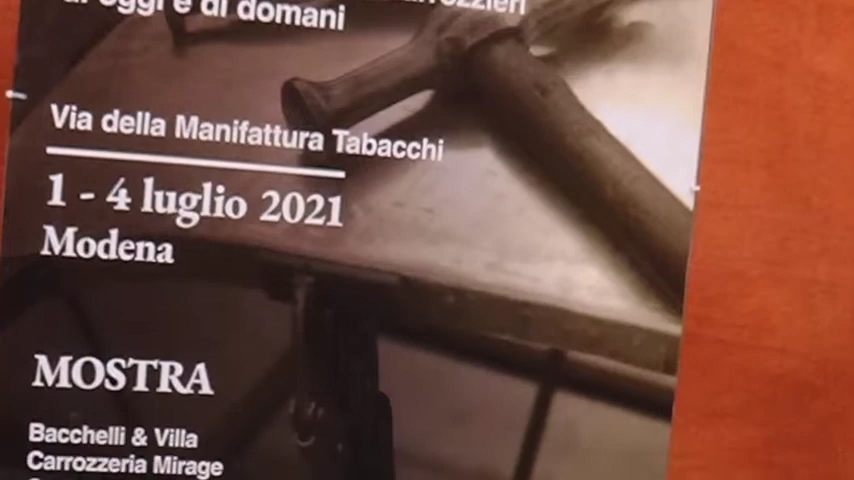 di oggi e di domani
Via della Manifattura Tabacchi
1 - 4 luglio 2021
Modena
MOSTRA
Bacchelli & Villa
Carrozzeria Mirage